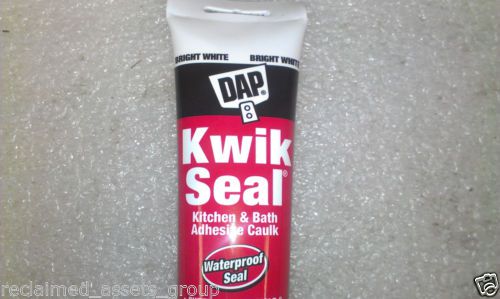 BRIGHT WHITE BRIGHT WHITE
DAP®
Kwik
Seal®
Kitchen & Bath
Adhesive Caulk
Waterproof
Seal
reclaimed_assets_group